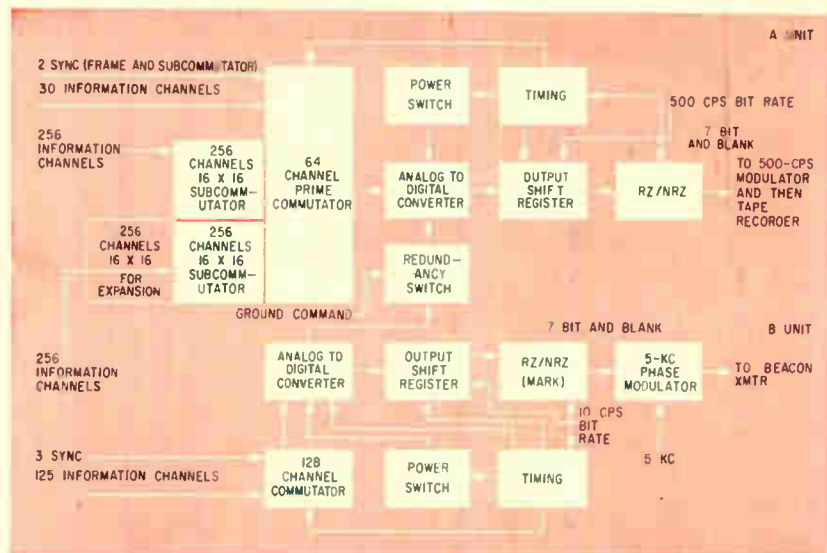 A UNIT
2 SYNC (FRAME AND SUBCOMMUTATOR)
30 INFORMATION CHANNELS
256
INFORMATION
CHANNELS
256
CHANNELS
16 X 16
SUBCOMM-
UTATOR
256
CHANNELS
16 X 16
FOR
EXPANSION
256
CHANNELS
16 X 16
SUBCOMM-
UTATOR
64
CHANNEL
PRIME
COMMUTATOR
POWER
SWITCH
TIMING
500 CPS BIT RATE
7 BIT
AND BLANK
ANALOG TO
DIGITAL
CONVERTER
OUTPUT
SHIFT
REGISTER
RZ/NRZ
TO 500-CPS
MODULATOR
AND THEN
TAPE
RECORDER
REDUND-
ANCY
SWITCH
GROUND COMMAND
7 BIT AND BLANK
B UNIT
256
INFORMATION
CHANNELS
ANALOG TO
DIGITAL
CONVERTER
OUTPUT
SHIFT
REGISTER
RZ/NRZ
(MARK)
5-KC
PHASE
MODULATOR
TO BEACON
XMTR
10 CPS
BIT
RATE
5 KC
3 SYNC
125 INFORMATION CHANNELS
128
CHANNEL
COMMUTATOR
POWER
SWITCH
TIMING